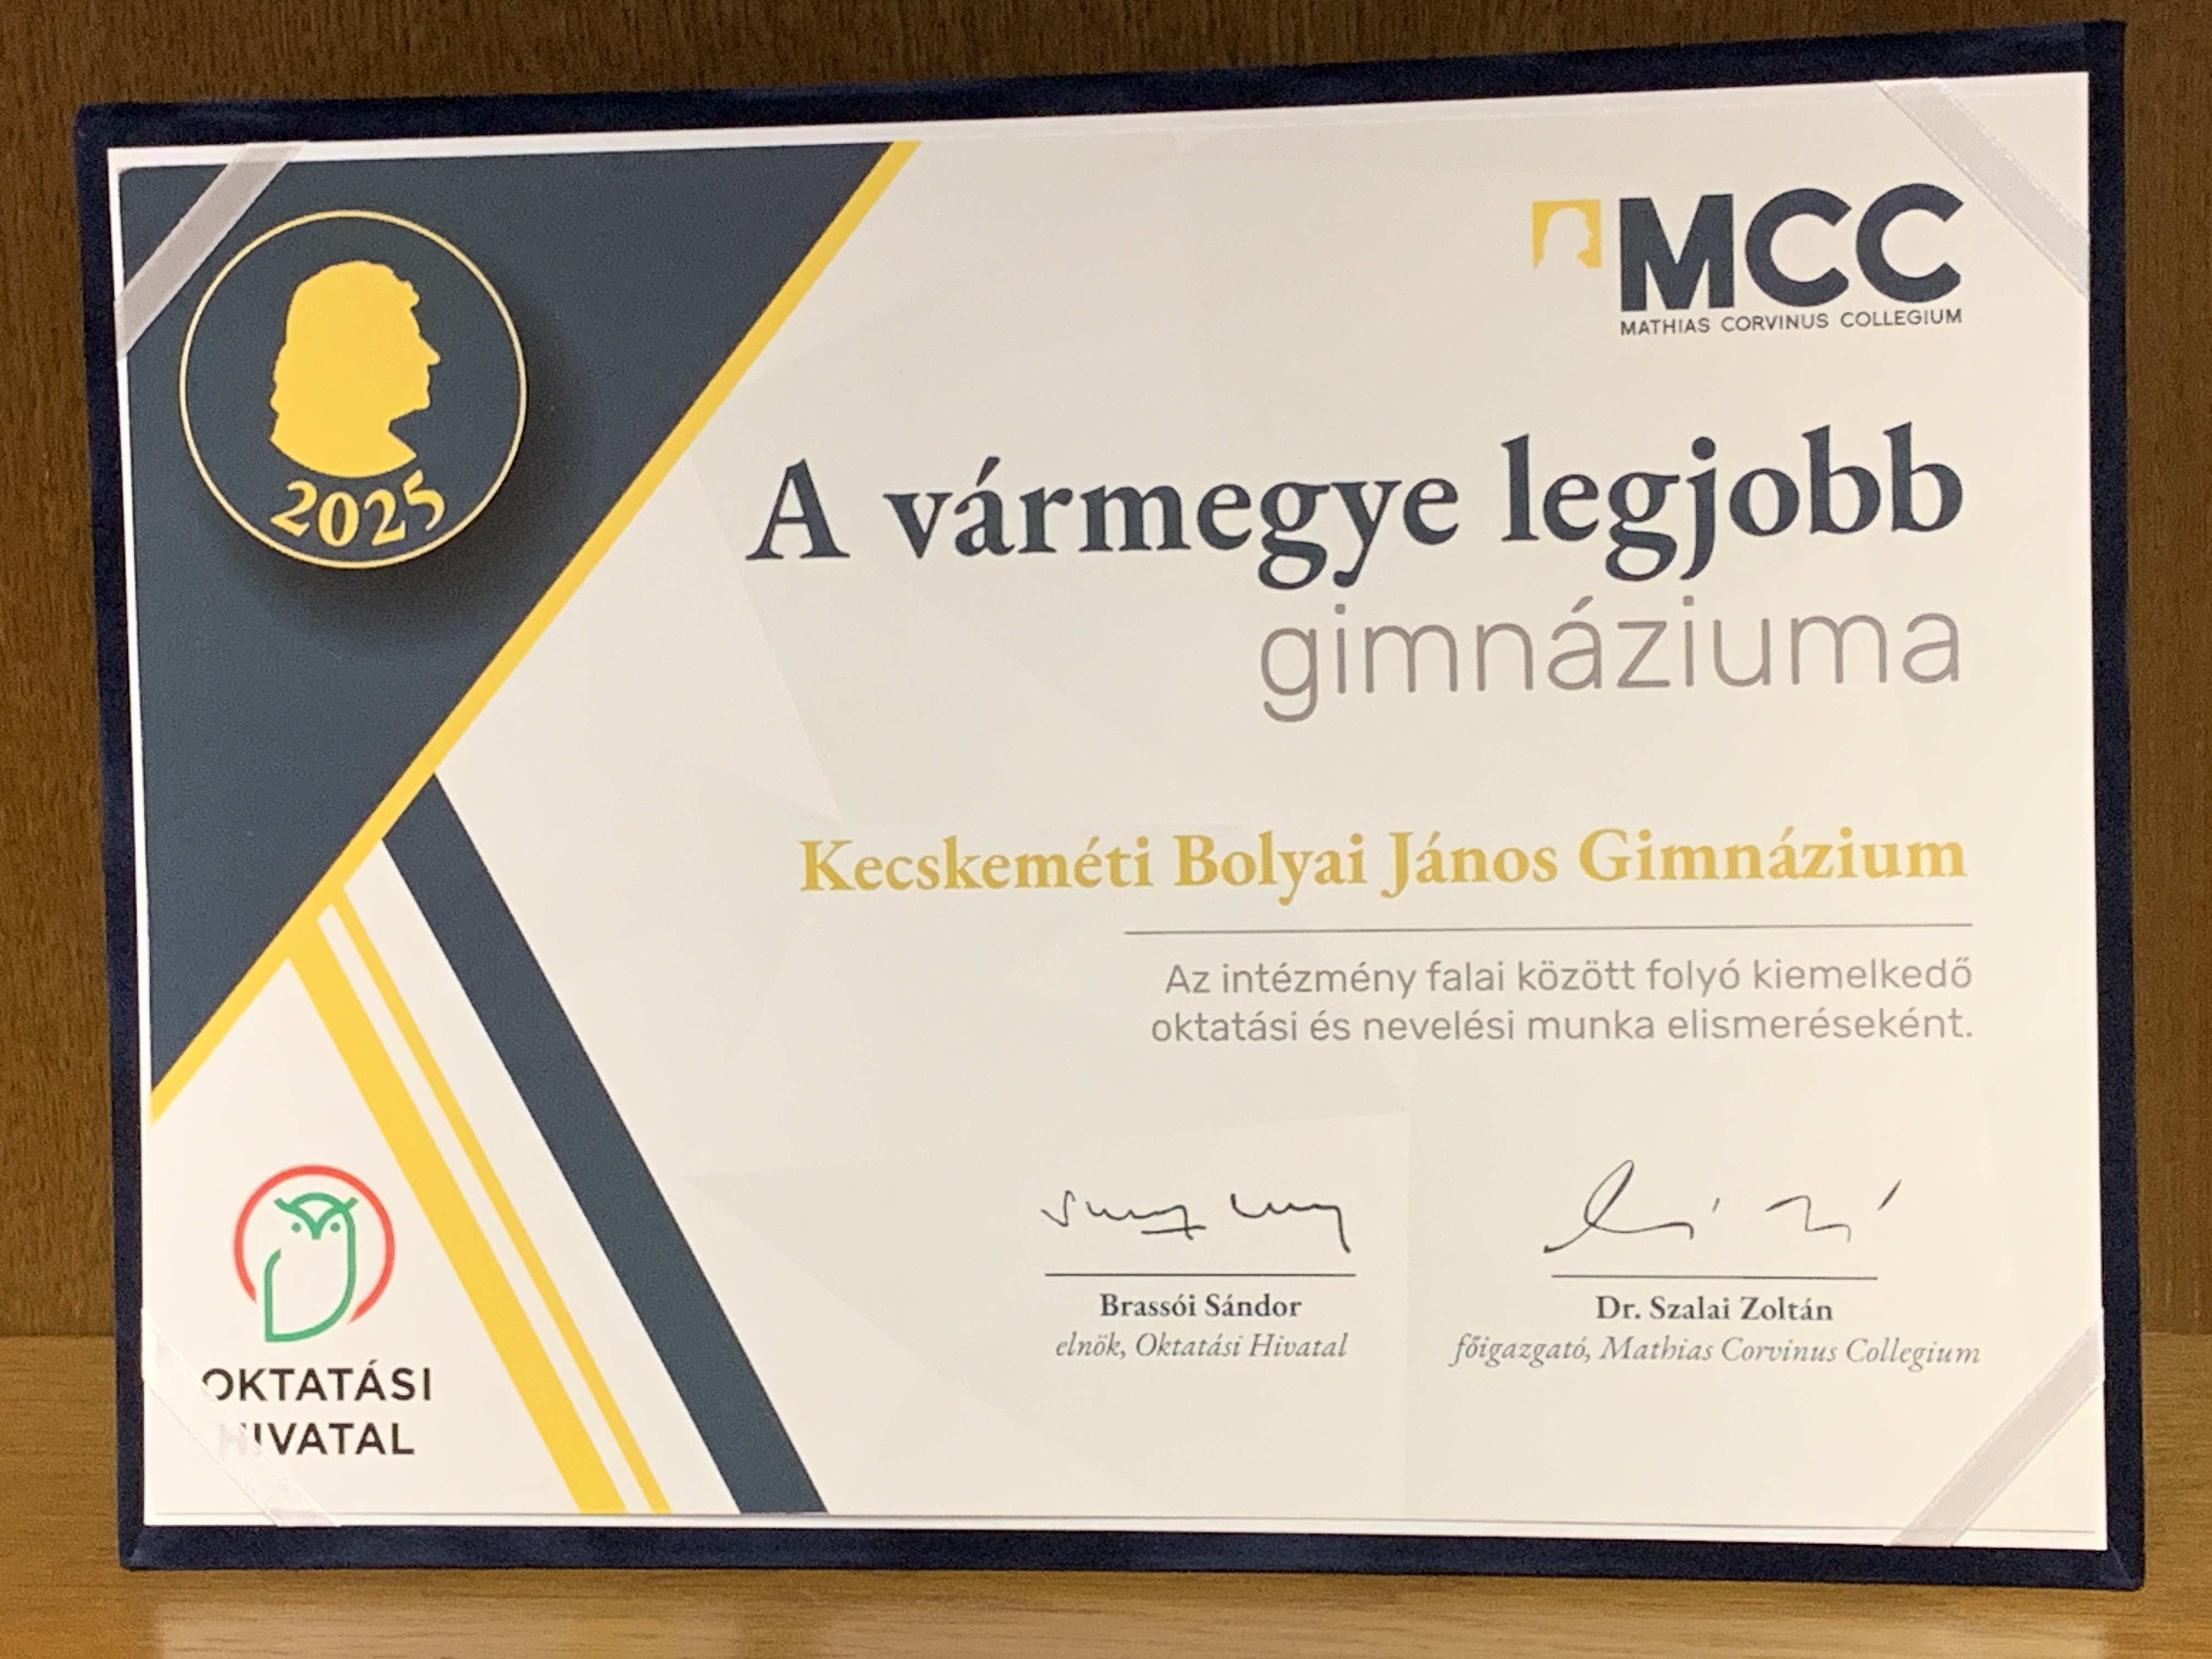 2025
MCC
MATHIAS CORVINUS COLLEGIUM
A vármegye legjobb
gimnáziuma
Kecskeméti Bolyai János Gimnázium
Az intézmény falai között folyó kiemelkedő
oktatási és nevelési munka elismeréseként.
Brassói Sándor
elnök, Oktatási Hivatal
Dr. Szalai Zoltán
főigazgató, Mathias Corvinus Collegium
OKTATÁSI
HIVATAL